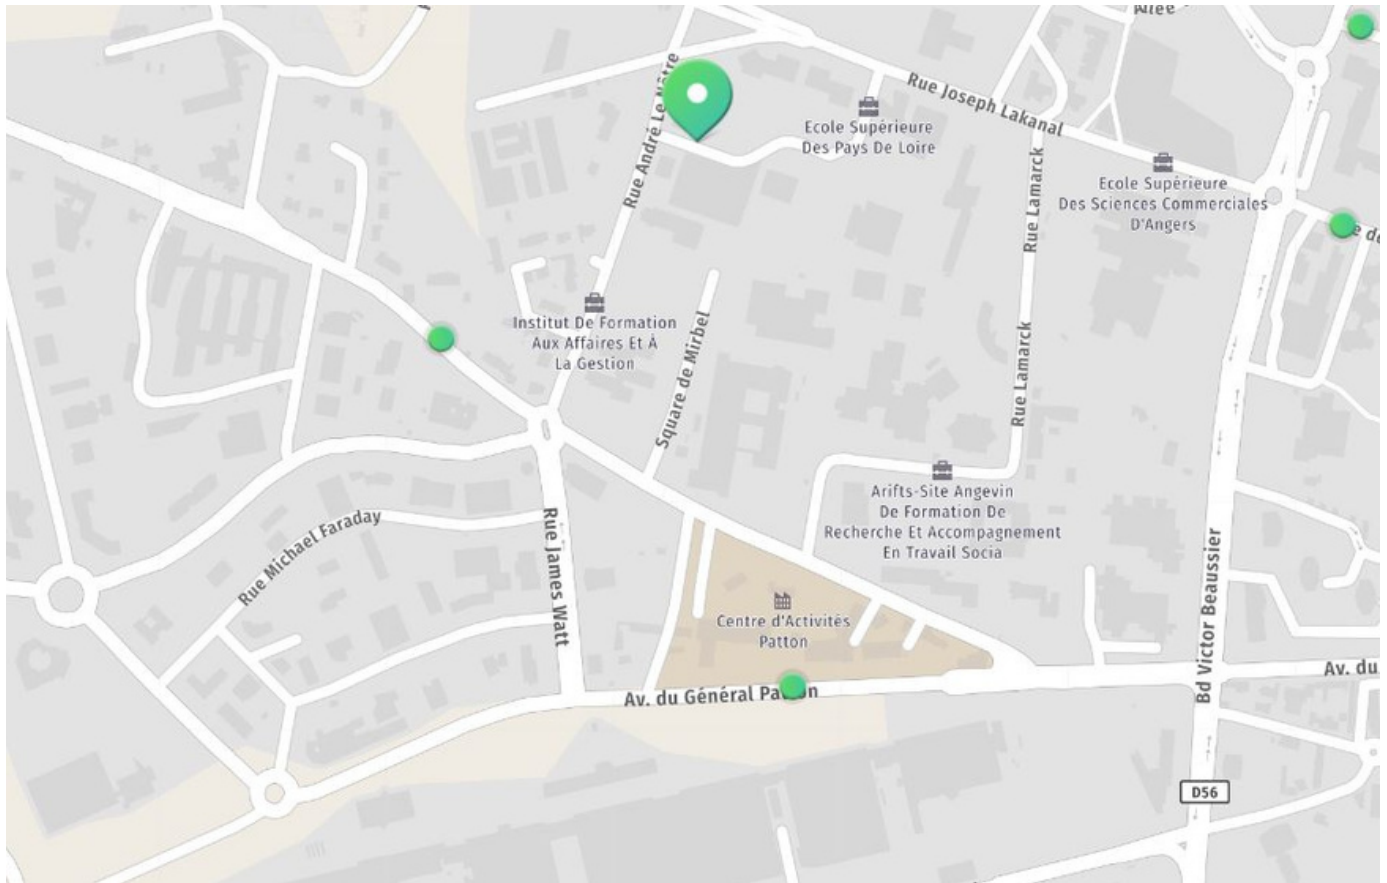 Allée
Rue André Le Nôtre
Rue Joseph Lakanal
Ecole Supérieure
Des Pays De Loire
Rue Lamarck
Ecole Supérieure
Des Sciences Commerciales
D'Angers
e de
Institut De Formation
Aux Affaires Et À
La Gestion
Square de Mirbel
Rue Lamarck
Arifts-Site Angevin
De Formation De
Recherche Et Accompagnement
En Travail Socia
Rue Michael Faraday
Rue James Watt
Bd Victor Beaussier
Centre d'Activités
Patton
Av. du Général Patton
Av. du
D56